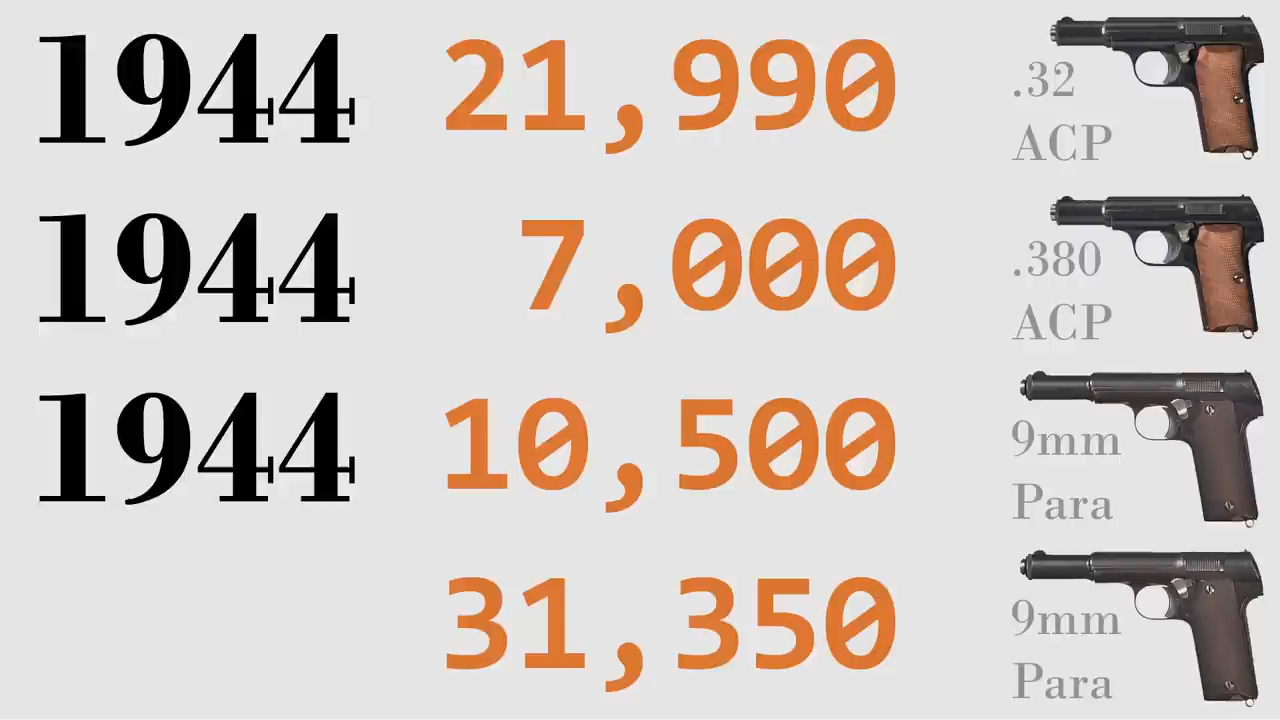 1944 21,990 .32
ACP
1944 7,000 .380
ACP
1944 10,500 9mm
Para
31,350 9mm
Para